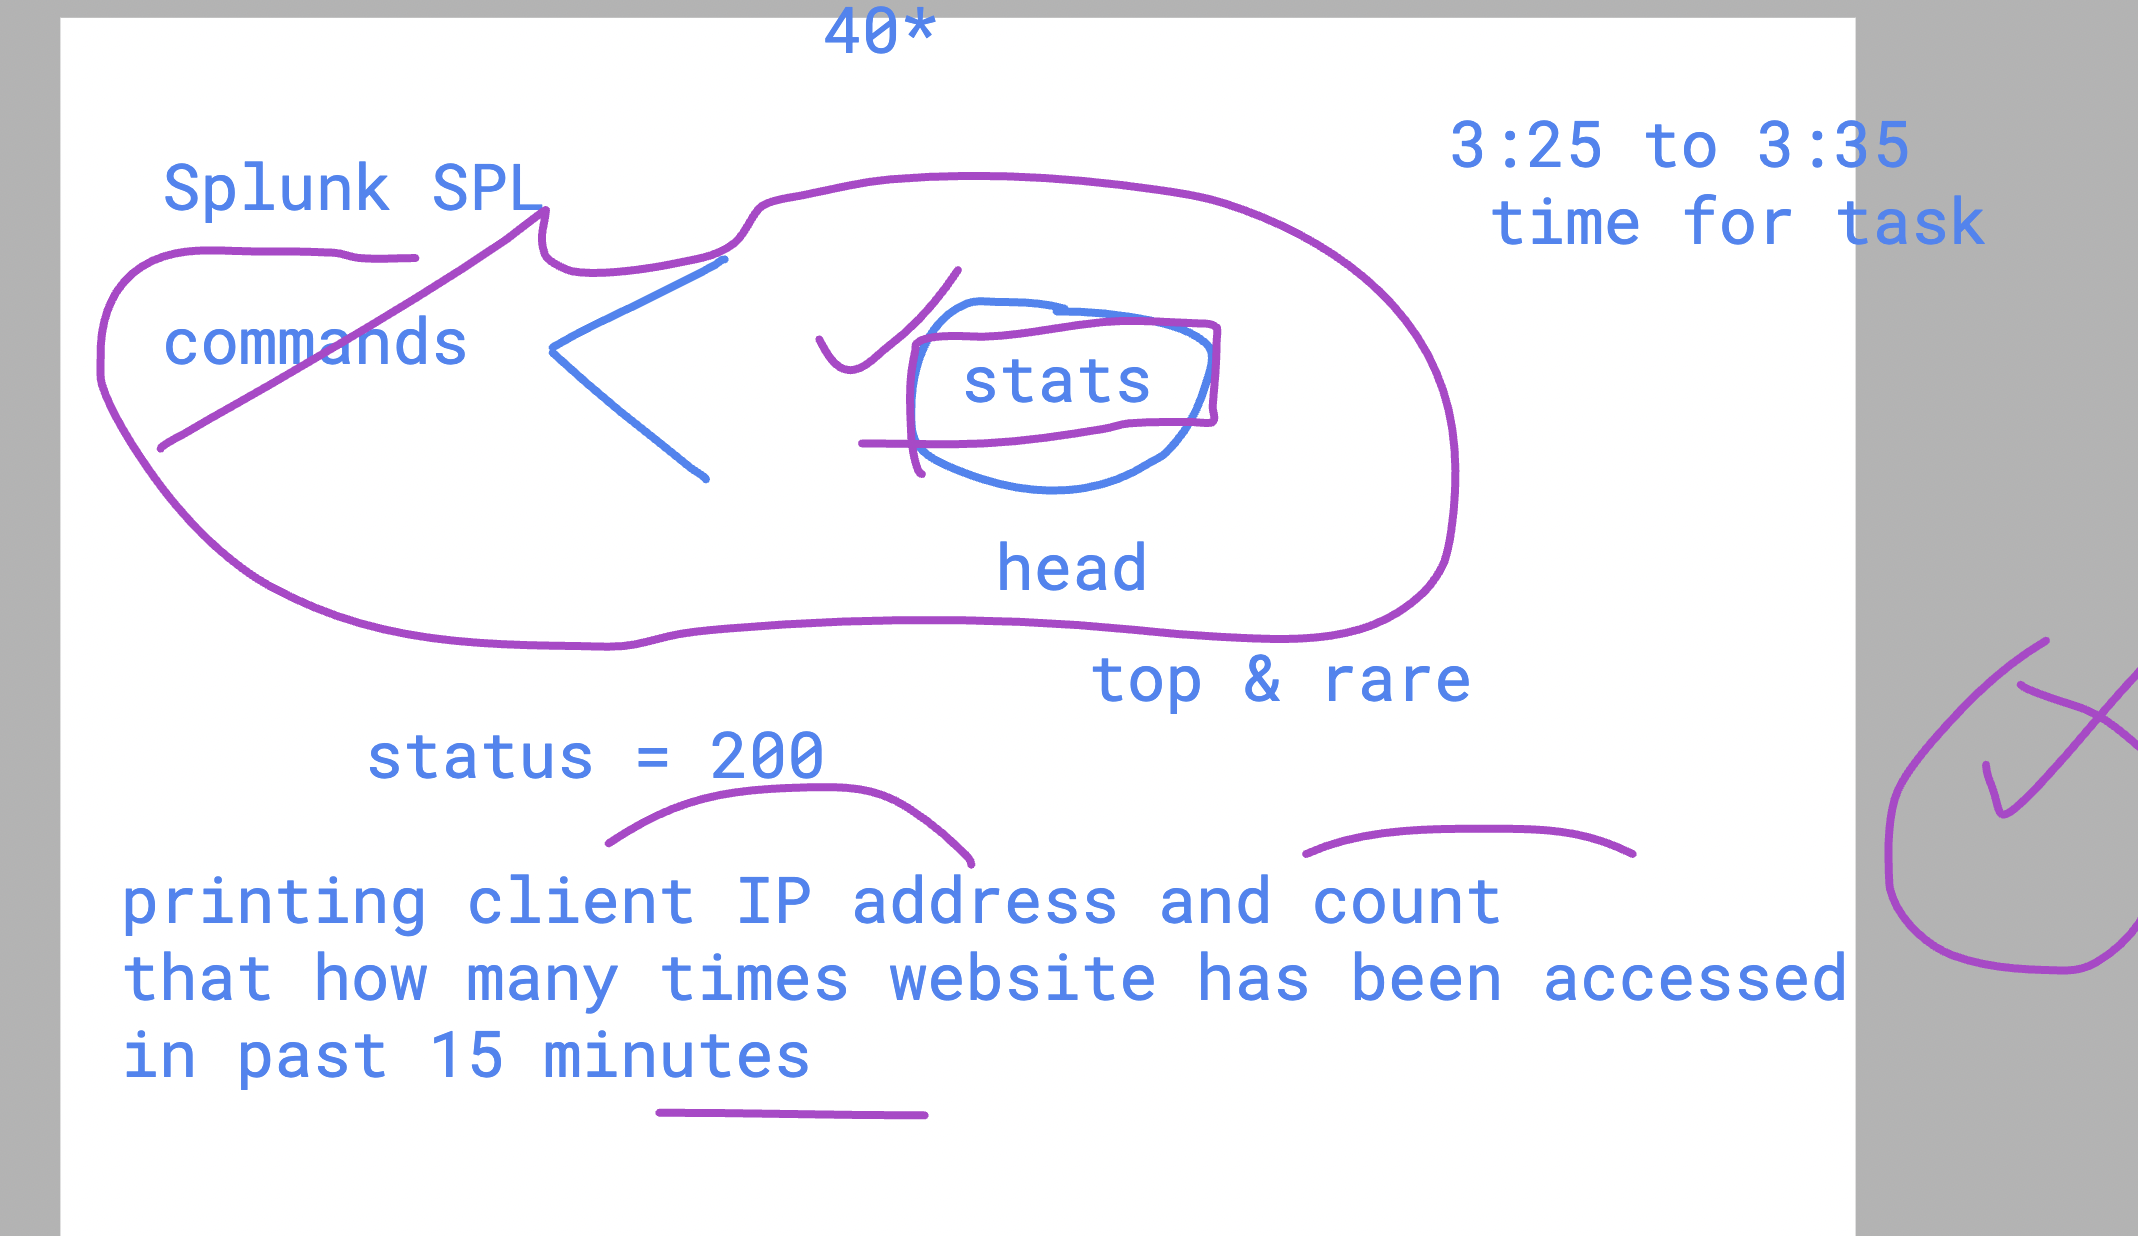 40*
3:25 to 3:35
time for task
Splunk SPL
commands
stats
head
top & rare
status = 200
printing client IP address and count
that how many times website has been accessed
in past 15 minutes